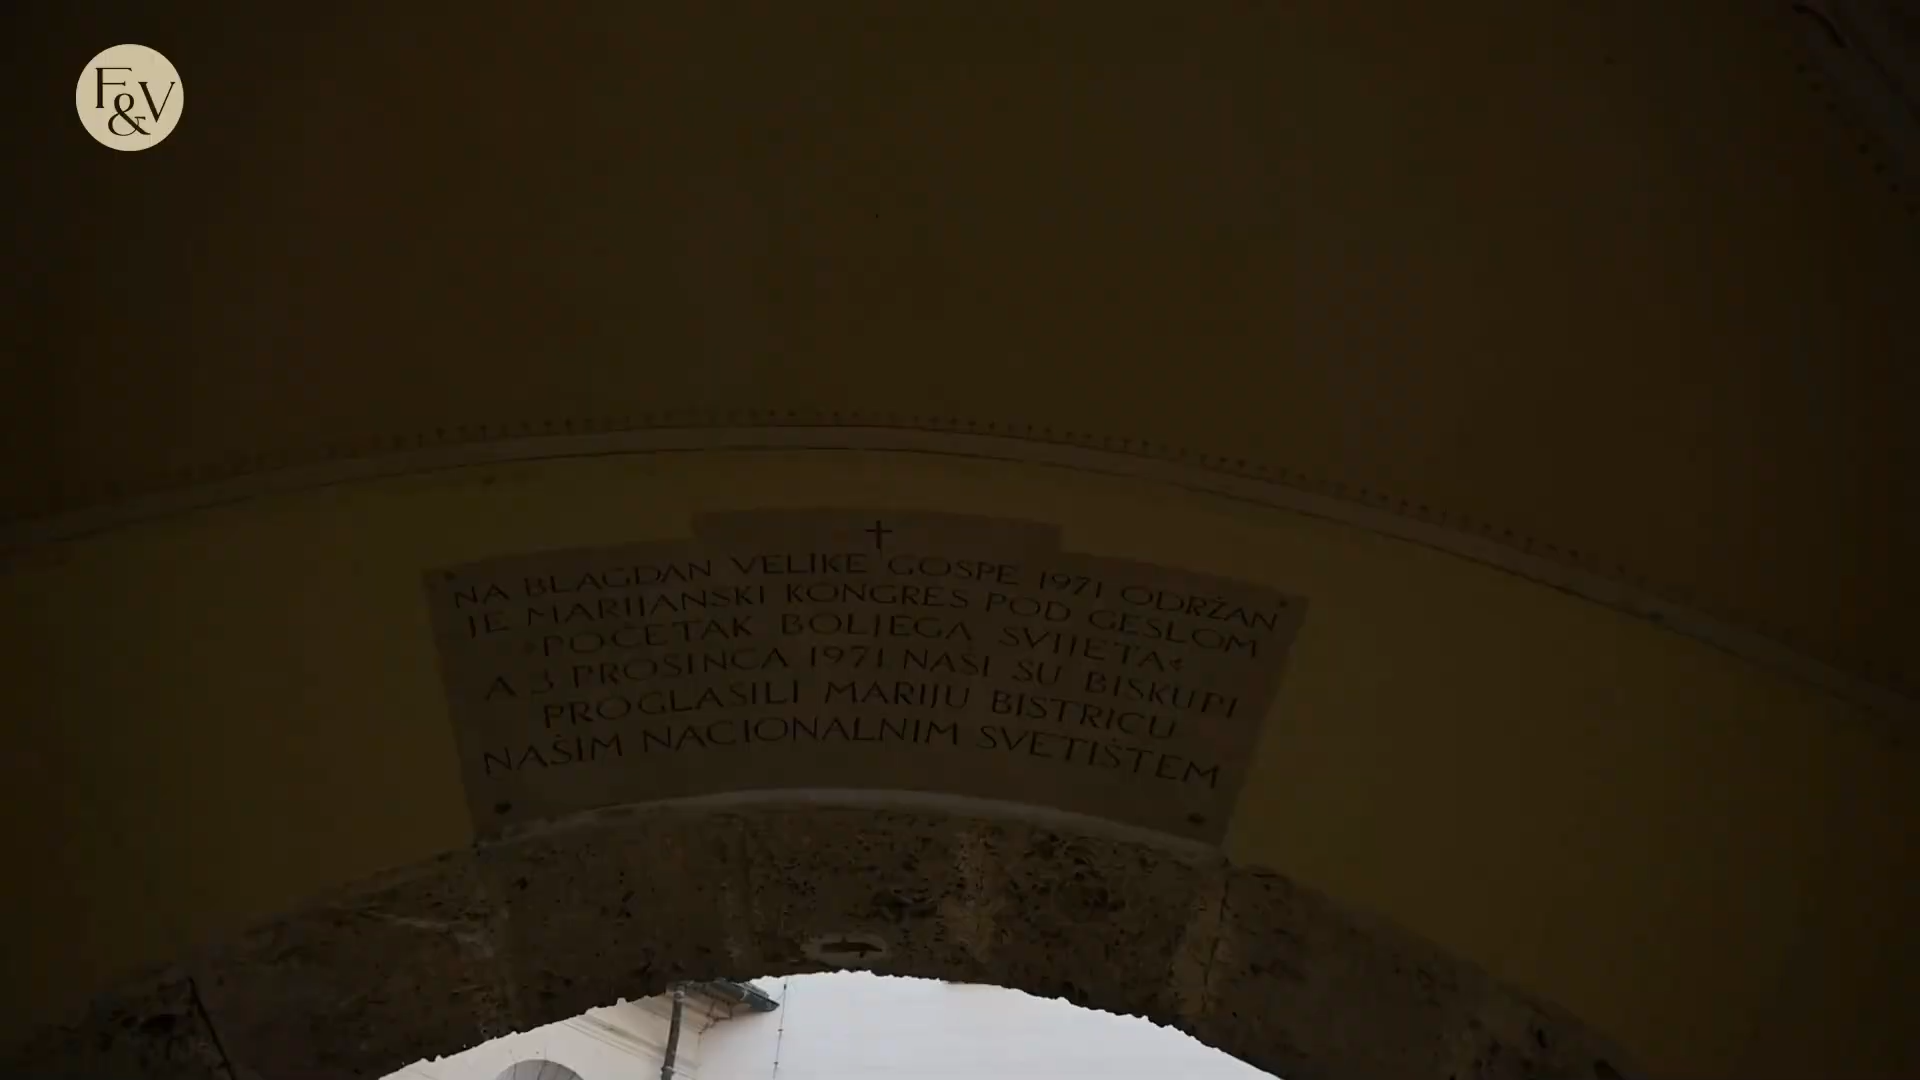 F&V
NA BLAGDAN VELIKE GOSPE 1971 ODRŽAN
JE MARIJANSKI KONGRES POD GESLOM
»POČETAK BOLJEGA SVIJETA«
A 3 PROSINCA 1971 NAŠI SU BISKUPI
PROGLASILI MARIJU BISTRICU
NAŠIM NACIONALNIM SVETIŠTEM